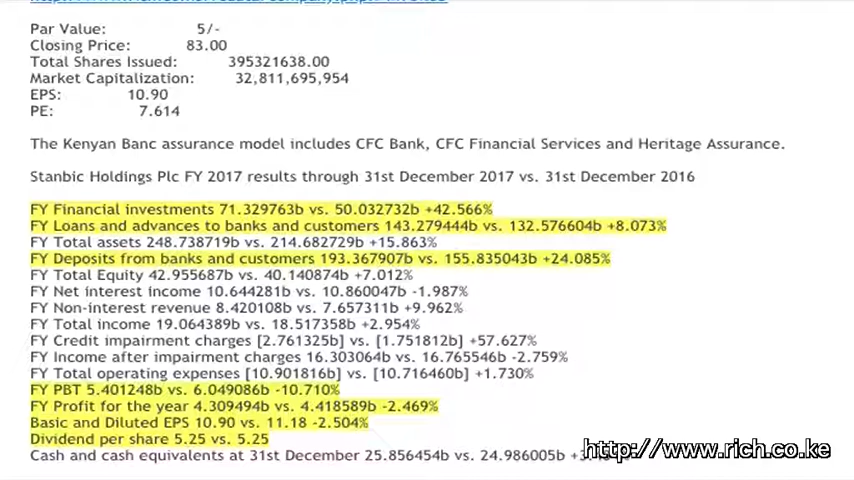 Par Value: 5/-
Closing Price: 83.00
Total Shares Issued: 395321638.00
Market Capitalization: 32,811,695,954
EPS: 10.90
PE: 7.614
The Kenyan Banc assurance model includes CFC Bank, CFC Financial Services and Heritage Assurance.
Stanbic Holdings Plc FY 2017 results through 31st December 2017 vs. 31st December 2016
FY Financial investments 71.329763b vs. 50.032732b +42.566%
FY Loans and advances to banks and customers 143.279444b vs. 132.576604b +8.073%
FY Total assets 248.738719b vs. 214.682729b +15.863%
FY Deposits from banks and customers 193.367907b vs. 155.835043b +24.085%
FY Total Equity 42.955687b vs. 40.140874b +7.012%
FY Net interest income 10.644281b vs. 10.860047b -1.987%
FY Non-interest revenue 8.420108b vs. 7.657311b +9.962%
FY Total income 19.064389b vs. 18.517358b +2.954%
FY Credit impairment charges [2.761325b] vs. [1.751812b] +57.627%
FY Income after impairment charges 16.303064b vs. 16.765546b -2.759%
FY Total operating expenses [10.901816b] vs. [10.716460b] +1.730%
FY PBT 5.401248b vs. 6.049086b -10.710%
FY Profit for the year 4.309494b vs. 4.418589b -2.469%
Basic and Diluted EPS 10.90 vs. 11.18 -2.504%
Dividend per share 5.25 vs. 5.25
Cash and cash equivalents at 31st December 25.856454b vs. 24.986005b
http://www.rich.co.ke